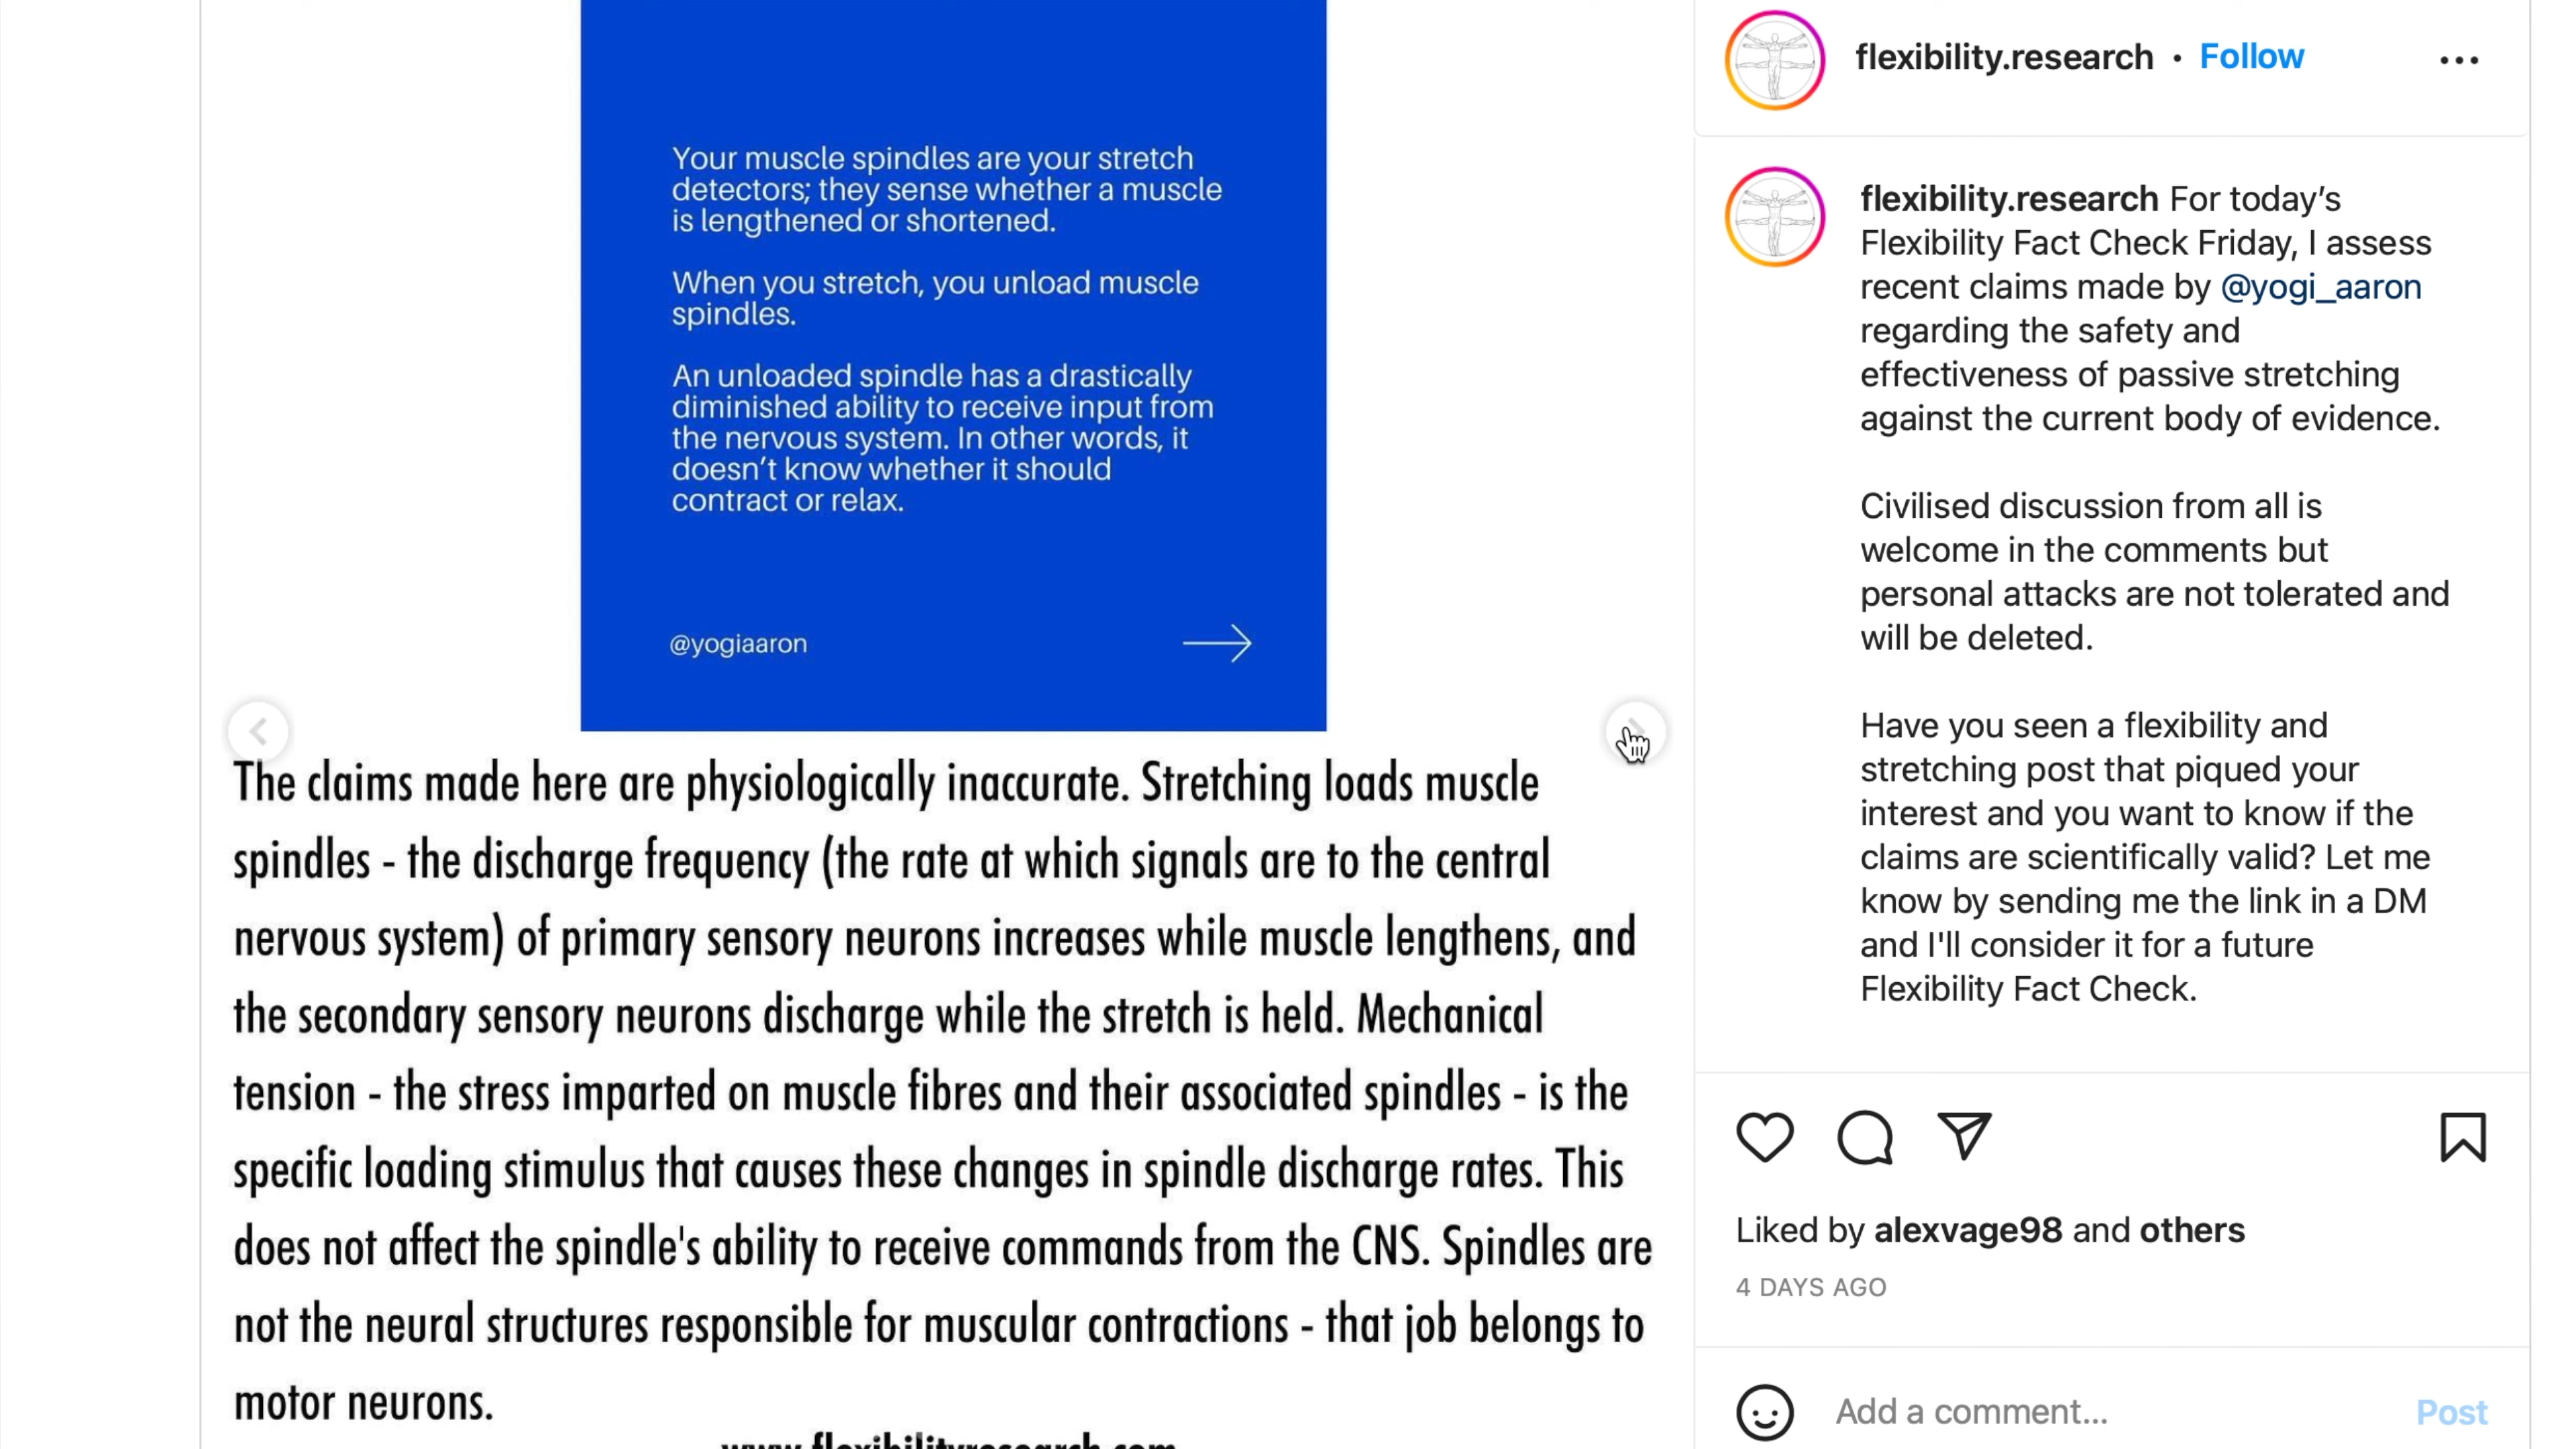 Your muscle spindles are your stretch
detectors; they sense whether a muscle
is lengthened or shortened.
When you stretch, you unload muscle
spindles.
An unloaded spindle has a drastically
diminished ability to receive input from
the nervous system. In other words, it
doesn't know whether it should
contract or relax.
@yogiaaron
The claims made here are physiologically inaccurate. Stretching loads muscle
spindles - the discharge frequency (the rate at which signals are to the central
nervous system) of primary sensory neurons increases while muscle lengthens, and
the secondary sensory neurons discharge while the stretch is held. Mechanical
tension - the stress imparted on muscle fibres and their associated spindles - is the
specific loading stimulus that causes these changes in spindle discharge rates. This
does not affect the spindle's ability to receive commands from the CNS. Spindles are
not the neural structures responsible for muscular contractions - that job belongs to
motor neurons.
www.flexibilityresearch.com
flexibility.research • Follow
flexibility.research For today's
Flexibility Fact Check Friday, I assess
recent claims made by @yogi_aaron
regarding the safety and
effectiveness of passive stretching
against the current body of evidence.
Civilised discussion from all is
welcome in the comments but
personal attacks are not tolerated and
will be deleted.
Have you seen a flexibility and
stretching post that piqued your
interest and you want to know if the
claims are scientifically valid? Let me
know by sending me the link in a DM
and I'll consider it for a future
Flexibility Fact Check.
Liked by alexvage98 and others
4 DAYS AGO
Add a comment...
Post